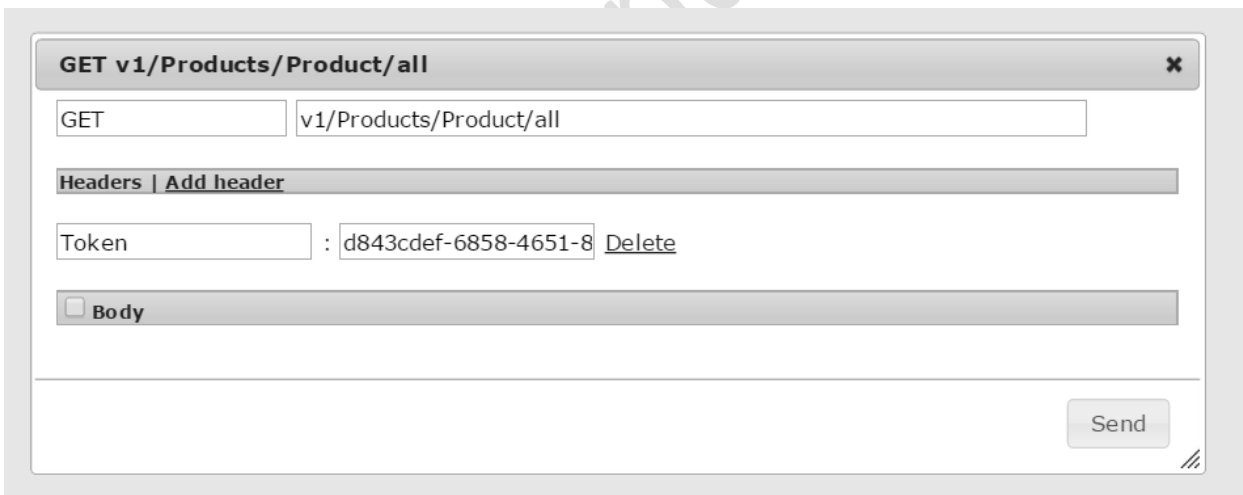 GET v1/Products/Product/all
GET v1/Products/Product/all
Headers | Add header
Token : d843cdef-6858-4651-8 Delete
Body
Send